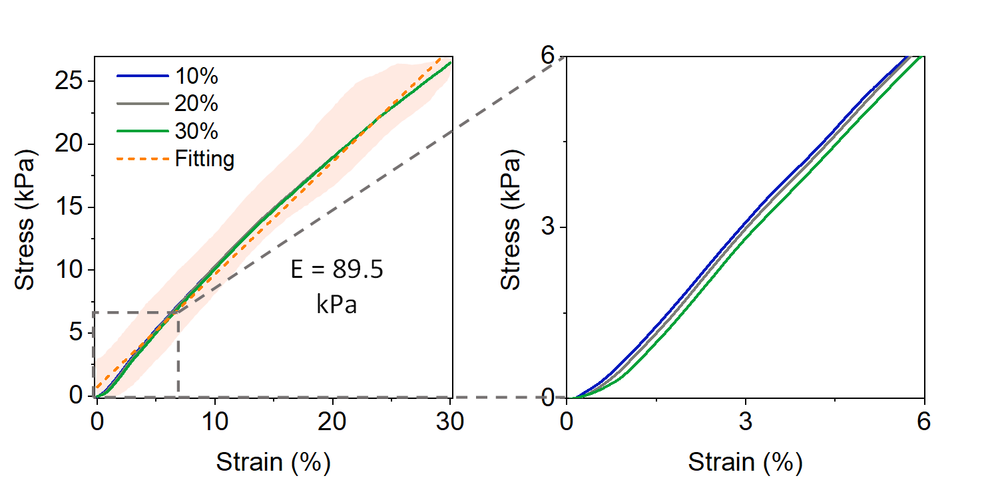 10%
20%
30%
Fitting
E = 89.5
kPa
Stress (kPa)
25
20
15
10
5
0
0 10 20 30
Strain (%)
Stress (kPa)
6
3
0
0 3 6
Strain (%)